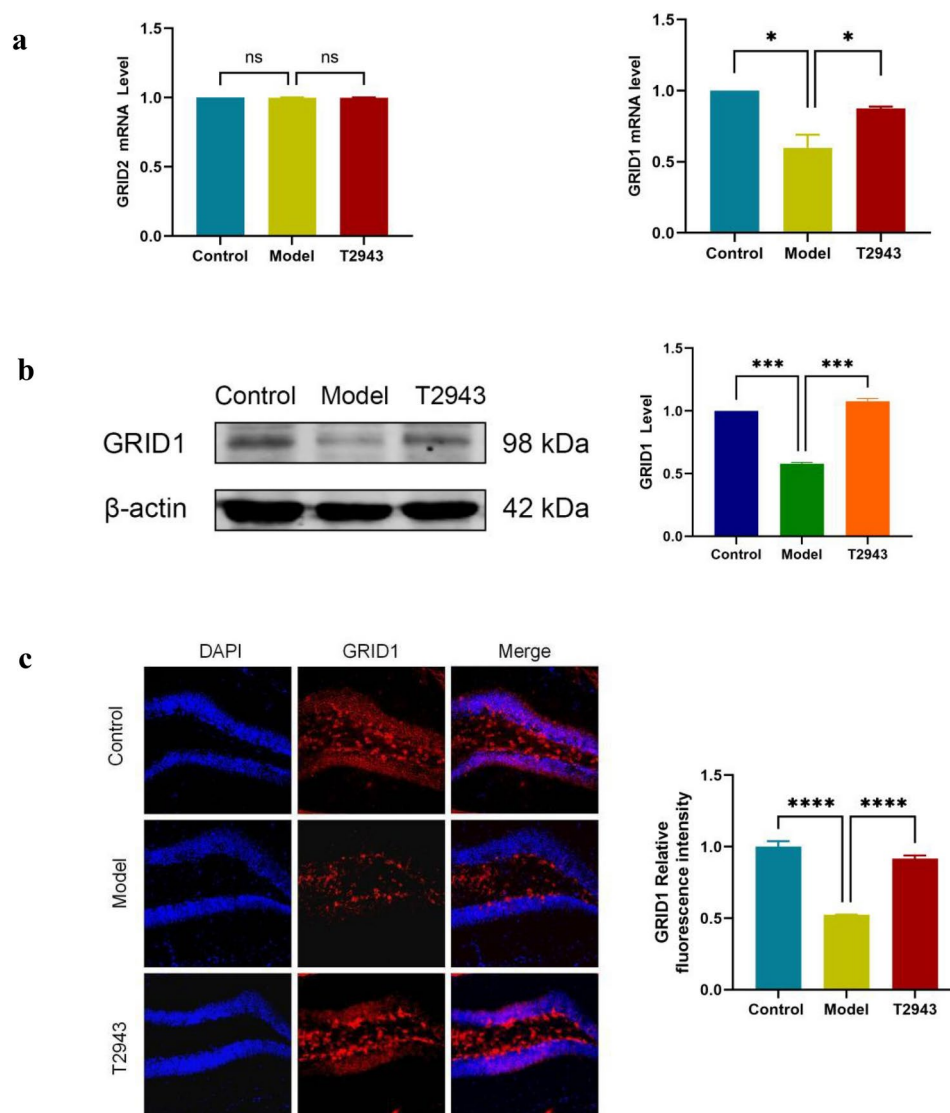 a
GRID2 mRNA Level
1.5
1.0
0.5
0.0
ns
ns
Control Model T2943
GRID1 mRNA level
1.5
1.0
0.5
0.0
*
*
Control Model T2943
b
Control Model T2943
GRID1 98 kDa
β-actin 42 kDa
GRID1 Level
1.5
1.0
0.5
0.0
***
***
Control Model T2943
c
DAPI GRID1 Merge
Control
Model
T2943
GRID1 Relative
fluorescence intensity
1.5
1.0
0.5
0.0
****
****
Control Model T2943